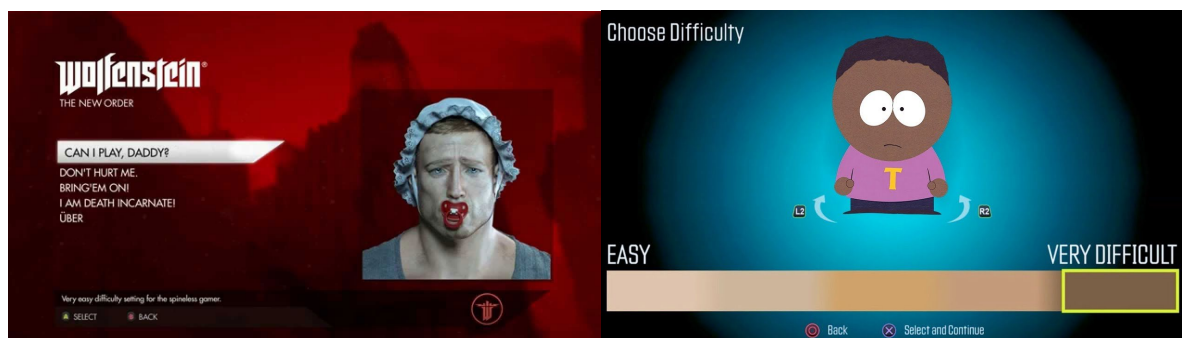 wolfenstein®
THE NEW ORDER
CAN I PLAY, DADDY?
DON'T HURT ME.
BRING'EM ON!
I AM DEATH INCARNATE!
ÜBER
Very easy difficulty setting for the spineless gamer.
SELECT
BACK
Choose Difficulty
T
L2
R2
EASY
VERY DIFFICULT
Back
Select and Continue